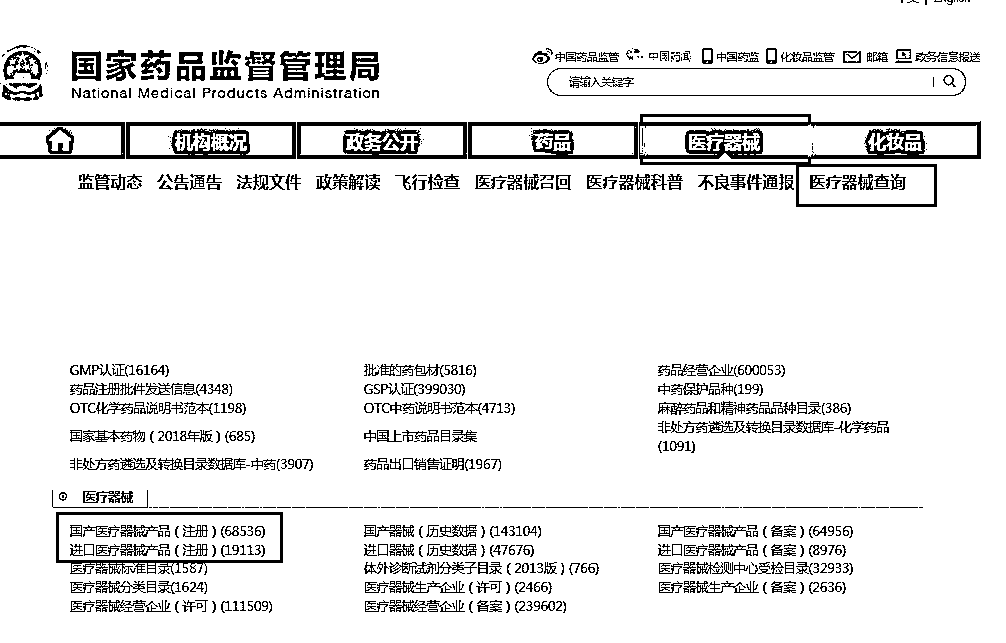 English
国家药品监督管理局
National Medical Products Administration
中国药品监管 中国药闻 中国药监 化妆品监管 邮箱 政务信息报送
请输入关键字
机构概况 政务公开 药品 医疗器械 化妆品
监管动态 公告通告 法规文件 政策解读 飞行检查 医疗器械召回 医疗器械科普 不良事件通报 医疗器械查询
GMP认证(16164) 批准的药包材(5816) 药品经营企业(600053)
药品注册批件发送信息(4348) GSP认证(399030) 中药保护品种(199)
OTC化学药品说明书范本(1198) OTC中药说明书范本(4713) 麻醉药品和精神药品品种目录(386)
国家基本药物（2018年版）(685) 中国上市药品目录集 非处方药遴选及转换目录数据库-化学药品
(1091)
非处方药遴选及转换目录数据库-中药(3907) 药品出口销售证明(1967)
医疗器械
国产医疗器械产品（注册）(68536) 国产器械（历史数据）(143104) 国产医疗器械产品（备案）(64956)
进口医疗器械产品（注册）(19113) 进口器械（历史数据）(47676) 进口医疗器械产品（备案）(8976)
医疗器械标准目录(1587) 体外诊断试剂分类子目录（2013版）(766) 医疗器械检测中心受检目录(32933)
医疗器械分类目录(1624) 医疗器械生产企业（许可）(2466) 医疗器械生产企业（备案）(2636)
医疗器械经营企业（许可）(111509) 医疗器械经营企业（备案）(239602)